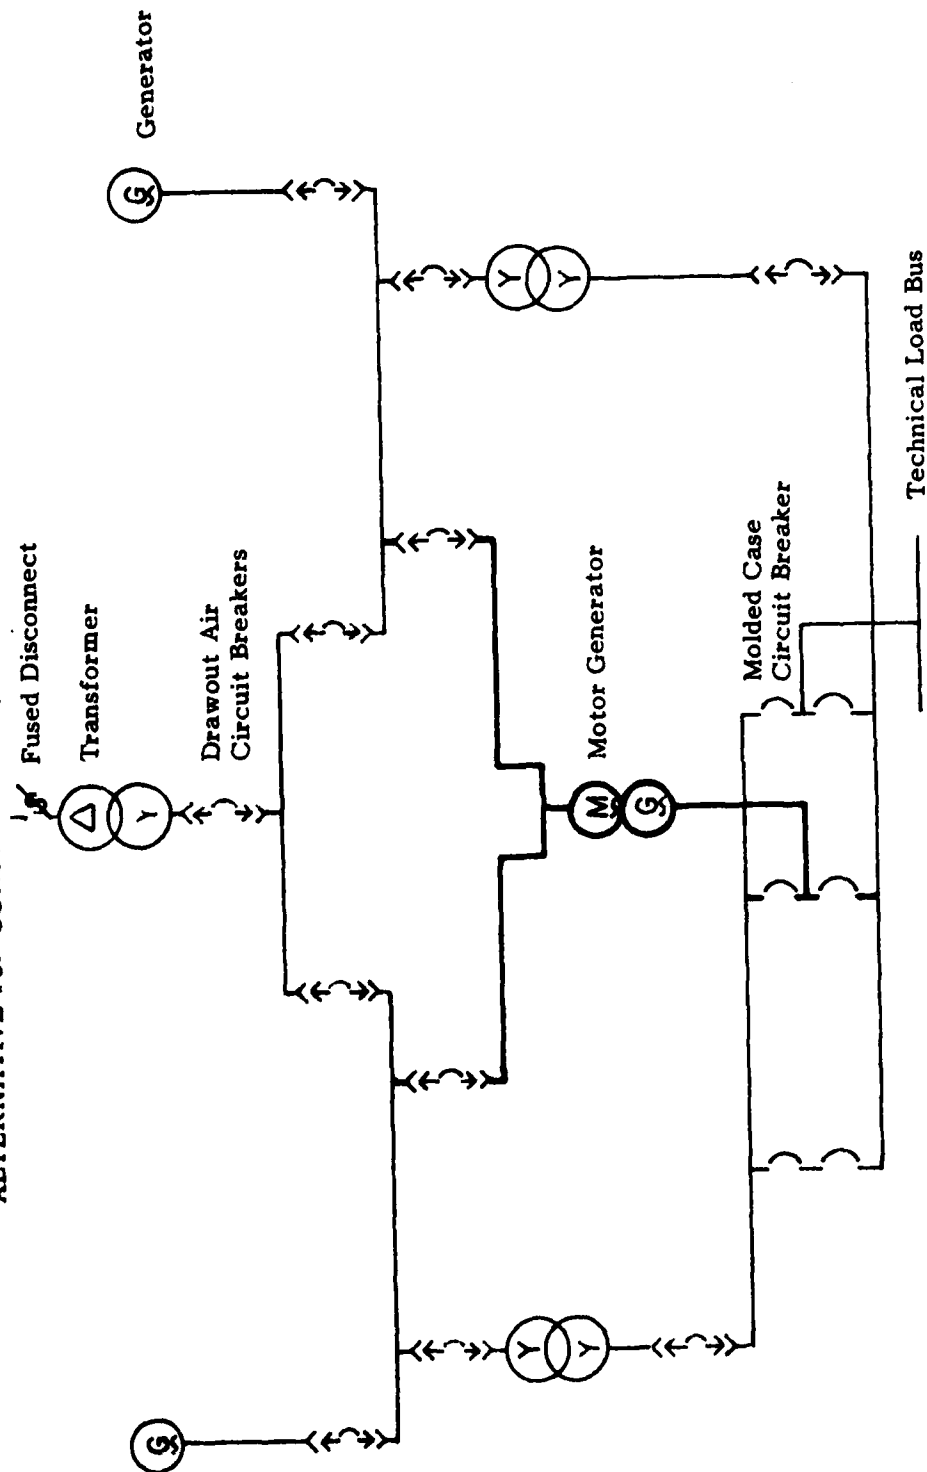 Fused Disconnect
Transformer
Drawout Air
Circuit Breakers
Generator
G
G
Δ
Y
Motor Generator
M
G
Y
Y
Y
Y
Molded Case
Circuit Breaker
Technical Load Bus